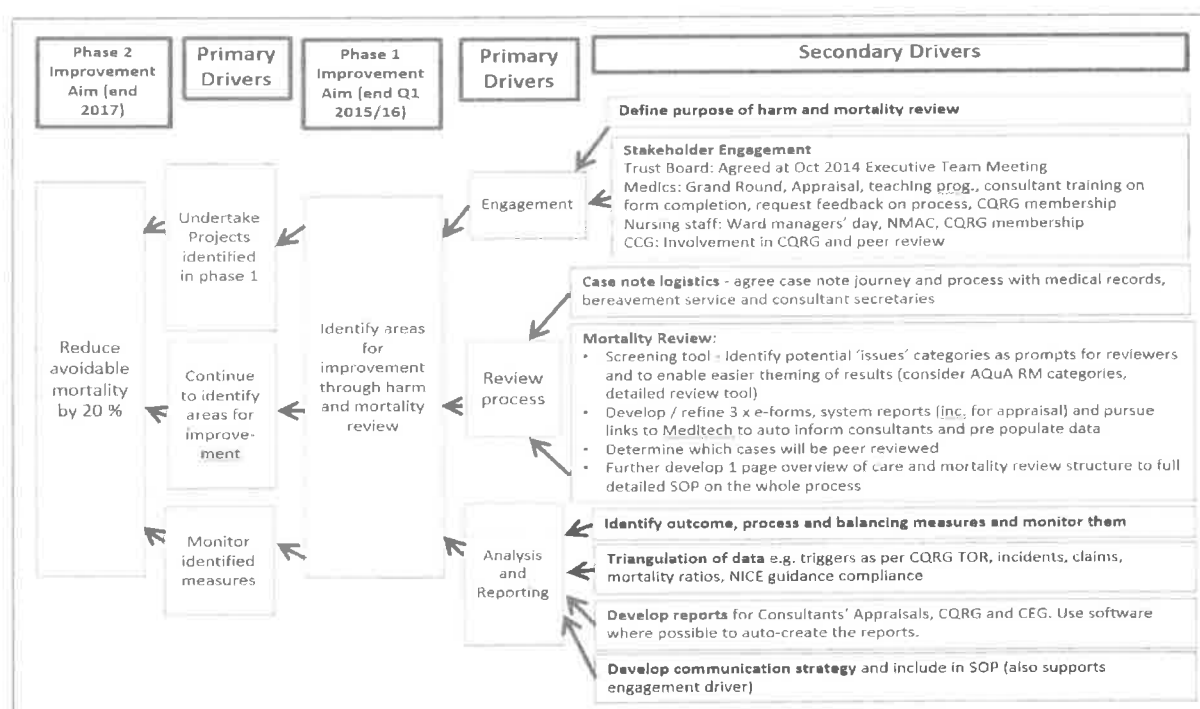 Phase 2
Improvement
Aim (end
2017)
Primary
Drivers
Phase 1
Improvement
Aim (end Q1
2015/16)
Primary
Drivers
Secondary Drivers
Reduce
avoidable
mortality
by 20 %
Undertake
Projects
identified
in phase 1
Continue
to identify
areas for
improve-
ment
Monitor
identified
measures
Identify areas
for
improvement
through harm
and mortality
review
Engagement
Review
process
Analysis
and
Reporting
Define purpose of harm and mortality review
Stakeholder Engagement
Trust Board: Agreed at Oct 2014 Executive Team Meeting
Medics: Grand Round, Appraisal, teaching prog., consultant training on
form completion, request feedback on process, CQRG membership
Nursing staff: Ward managers' day, NMAC, CQRG membership
CCG: Involvement in CQRG and peer review
Case note logistics - agree case note journey and process with medical records,
bereavement service and consultant secretaries
Mortality Review:
• Screening tool - Identify potential 'issues' categories as prompts for reviewers
and to enable easier theming of results (consider AQuA RM categories,
detailed review tool)
• Develop / refine 3 x e-forms, system reports (inc. for appraisal) and pursue
links to Meditech to auto inform consultants and pre populate data
• Determine which cases will be peer reviewed
• Further develop 1 page overview of care and mortality review structure to full
detailed SOP on the whole process
Identify outcome, process and balancing measures and monitor them
Triangulation of data e.g. triggers as per CQRG TOR, incidents, claims,
mortality ratios, NICE guidance compliance
Develop reports for Consultants' Appraisals, CQRG and CEG. Use software
where possible to auto-create the reports.
Develop communication strategy and include in SOP (also supports
engagement driver)